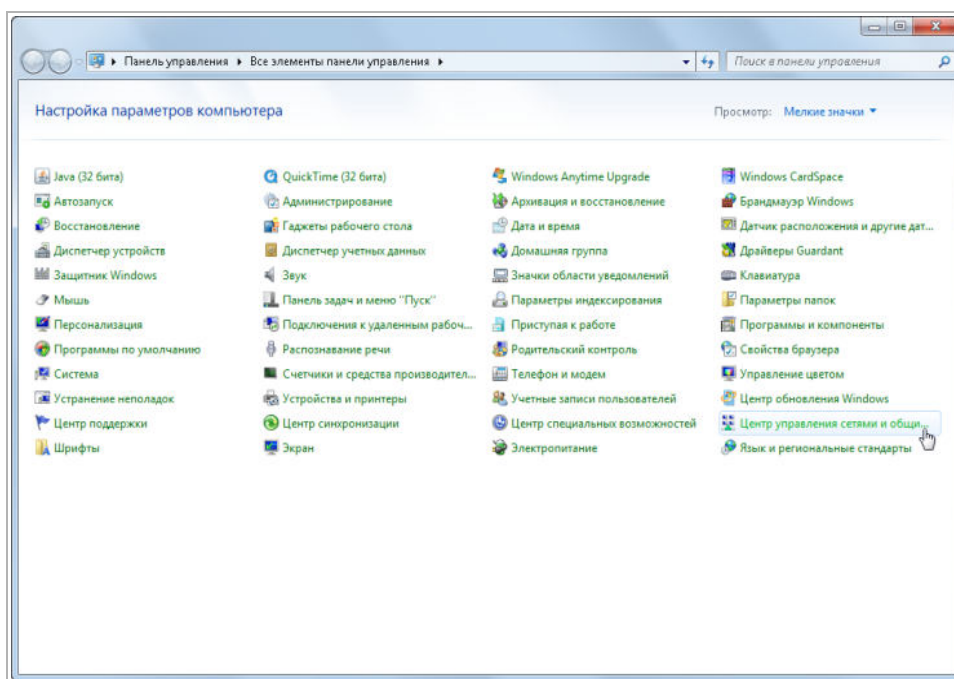 Панель управления ▸ Все элементы панели управления ▸ Поиск в панели управления
Настройка параметров компьютера Просмотр: Мелкие значки
Java (32 бита) QuickTime (32 бита) Windows Anytime Upgrade Windows CardSpace
Автозапуск Администрирование Архивация и восстановление Брандмауэр Windows
Восстановление Гаджеты рабочего стола Дата и время Датчик расположения и другие дат...
Диспетчер устройств Диспетчер учетных данных Домашняя группа Драйверы Guardant
Защитник Windows Звук Значки области уведомлений Клавиатура
Мышь Панель задач и меню "Пуск" Параметры индексирования Параметры папок
Персонализация Подключения к удаленным рабоч... Приступая к работе Программы и компоненты
Программы по умолчанию Распознавание речи Родительский контроль Свойства браузера
Система Счетчики и средства производител... Телефон и модем Управление цветом
Устранение неполадок Устройства и принтеры Учетные записи пользователей Центр обновления Windows
Центр поддержки Центр синхронизации Центр специальных возможностей Центр управления сетями и общи...
Шрифты Экран Электропитание Язык и региональные стандарты